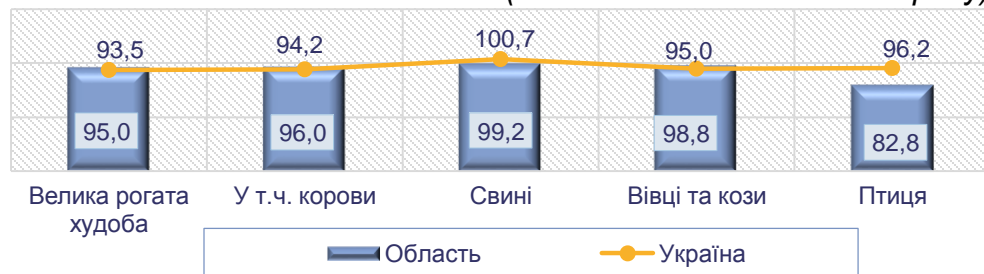 93,5 94,2 100,7 95,0 96,2
95,0 96,0 99,2 98,8 82,8
Велика рогата худоба У т.ч. корови Свині Вівці та кози Птиця
Область Україна